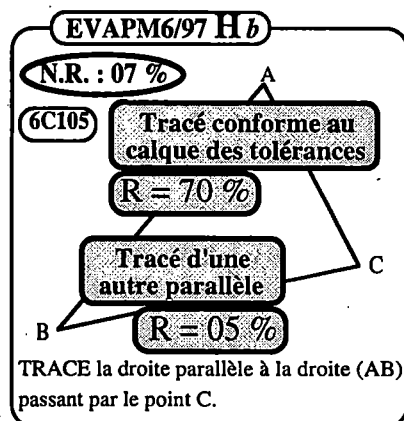 EVAPM6/97 H b
N.R. : 07 %
A
6C105
Tracé conforme au
calque des tolérances
R = 70 %
C
Tracé d'une
autre parallèle
B
R = 05 %
TRACE la droite parallèle à la droite (AB)
passant par le point C.